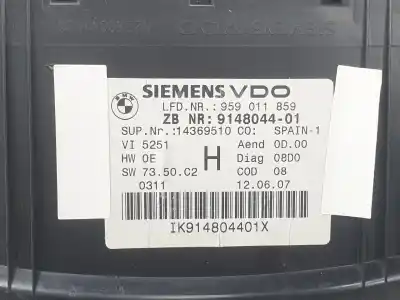 SIEMENS VDO
LFD.NR.: 959 011 859
ZB NR: 9148044-01
SUP.Nr.:14369510 CO: SPAIN-1
VI 5251 Aend 0D.00
HW 0E H Diag 08D0
SW 73.50.C2 COD 08
0311 12.06.07
IK914804401X